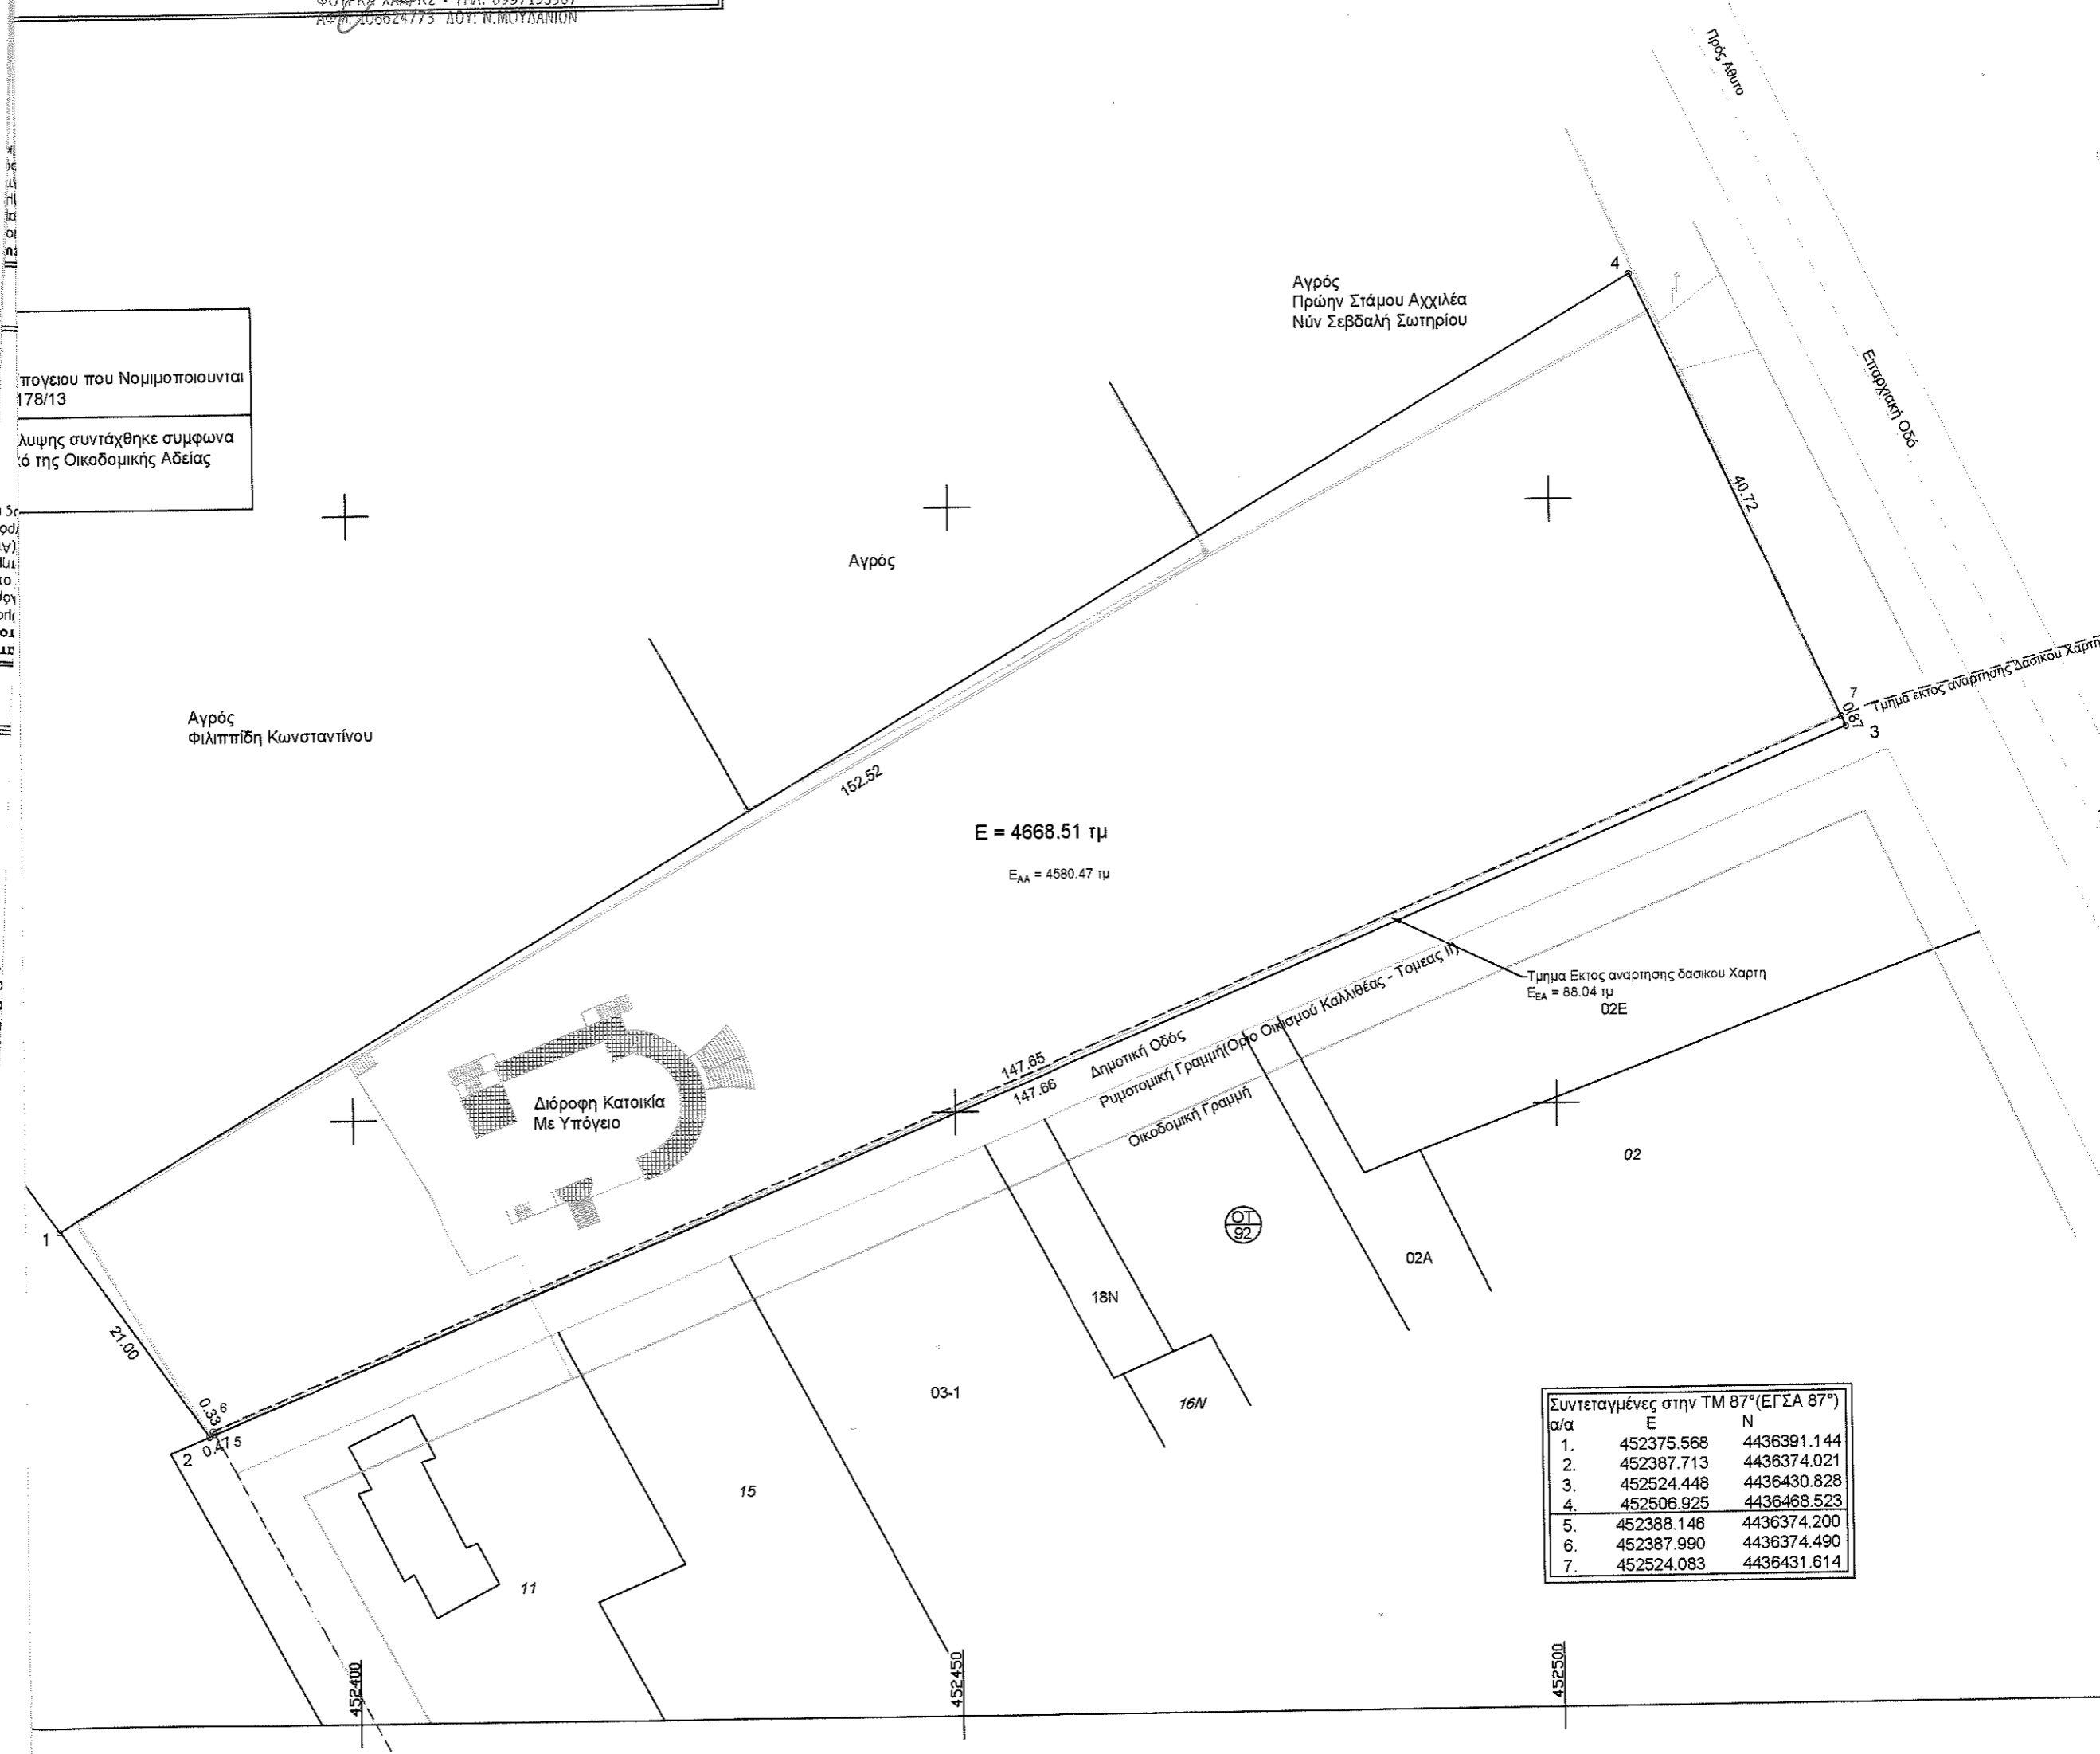 ΑΦΜ. 106624773 ΔΟΥ: Ν.ΜΟΥΔΑΝΙΩΝ
Πρός Αθυτο
4
Αγρός
Πρώην Στάμου Αχχιλέα
Νύν Σεβδαλή Σωτηρίου
Επαρχιακή Οδό
που Νομιμοποιουνται
178/13
συντάχθηκε συμφωνα
της Οικοδομικής Αδείας
40.72
Αγρός
Αγρός
Φιλιππίδη Κωνσταντίνου
7
0.87
3
Τμημα εκτος αναρτησης Δασικου Χαρτη
152.52
E = 4668.51 τμ
EAA = 4580.47 τμ
Τμημα Εκτος αναρτησης δασικου Χαρτη
EEA = 88.04 τμ
02E
147.65
147.66
Δημοτική Οδός
Ρυμοτομική Γραμμή(Οριο Οικισμού Καλλιθέας - Τομεας ΙΙ)
Οικοδομική Γραμμή
Διόροφη Κατοικία
Με Υπόγειο
02
ΟΤ
92
02A
1
18N
21.00
03-1
16N
0.33
6
0.47
5
2
15
11
Συντεταγμένες στην ΤΜ 87°(ΕΓΣΑ 87°)
α/α E N
1. 452375.568 4436391.144
2. 452387.713 4436374.021
3. 452524.448 4436430.828
4. 452506.925 4436468.523
5. 452388.146 4436374.200
6. 452387.990 4436374.490
7. 452524.083 4436431.614
452400
452450
452500